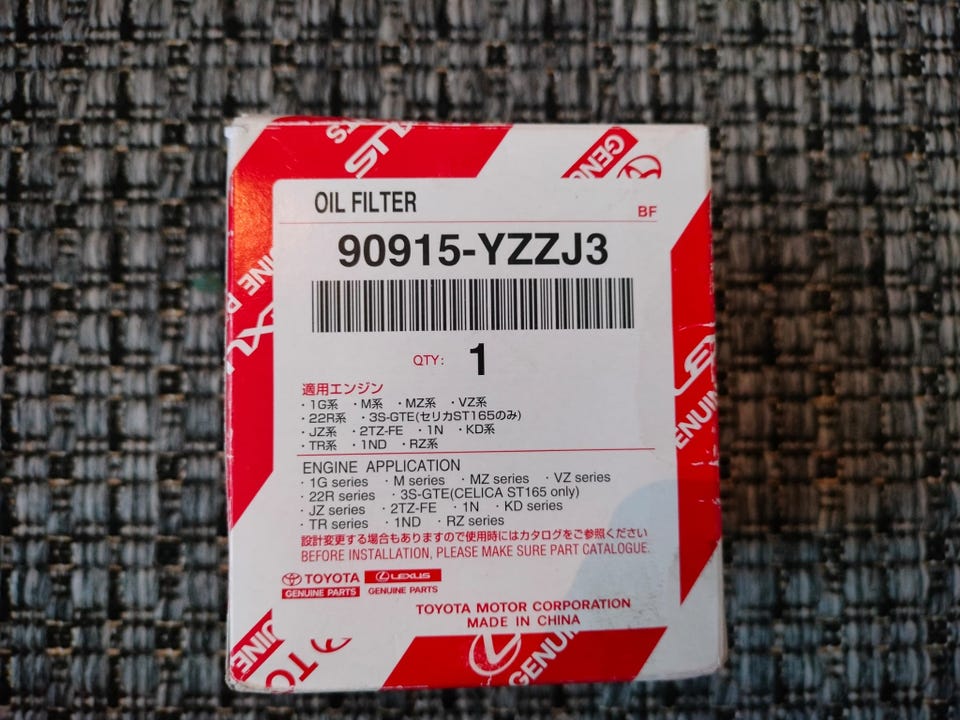 OIL FILTER
BF
90915-YZZJ3
QTY: 1
適用エンジン
・1G系 ・M系 ・MZ系 ・VZ系
・22R系 ・3S-GTE(セリカST165のみ)
・JZ系 ・2TZ-FE ・1N ・KD系
・TR系 ・1ND ・RZ系
ENGINE APPLICATION
・1G series ・M series ・MZ series ・VZ series
・22R series ・3S-GTE(CELICA ST165 only)
・JZ series ・2TZ-FE ・1N ・KD series
・TR series ・1ND ・RZ series
設計変更する場合もありますので使用時にはカタログをご参照ください
BEFORE INSTALLATION, PLEASE MAKE SURE PART CATALOGUE.
TOYOTA LEXUS
GENUINE PARTS GENUINE PARTS
TOYOTA MOTOR CORPORATION
MADE IN CHINA